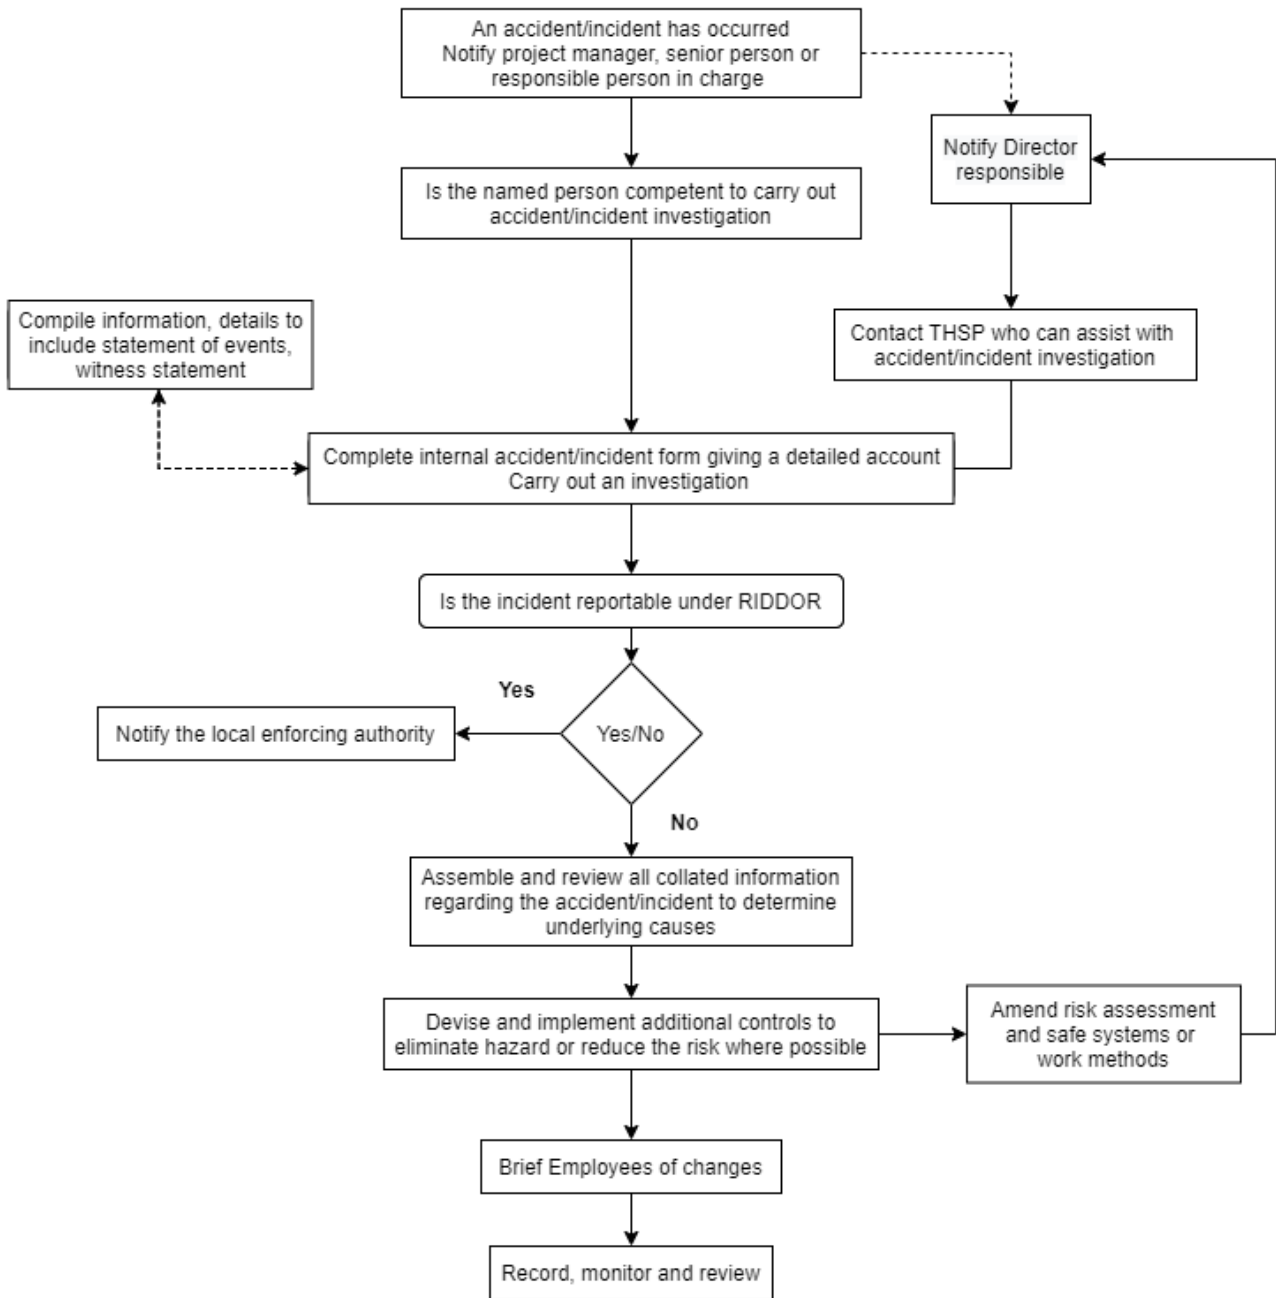 An accident/incident has occurred
Notify project manager, senior person or
responsible person in charge
Notify Director
responsible
Is the named person competent to carry out
accident/incident investigation
Compile information, details to
include statement of events,
witness statement
Contact THSP who can assist with
accident/incident investigation
Complete internal accident/incident form giving a detailed account
Carry out an investigation
Is the incident reportable under RIDDOR
Yes
Notify the local enforcing authority
Yes/No
No
Assemble and review all collated information
regarding the accident/incident to determine
underlying causes
Devise and implement additional controls to
eliminate hazard or reduce the risk where possible
Amend risk assessment
and safe systems or
work methods
Brief Employees of changes
Record, monitor and review